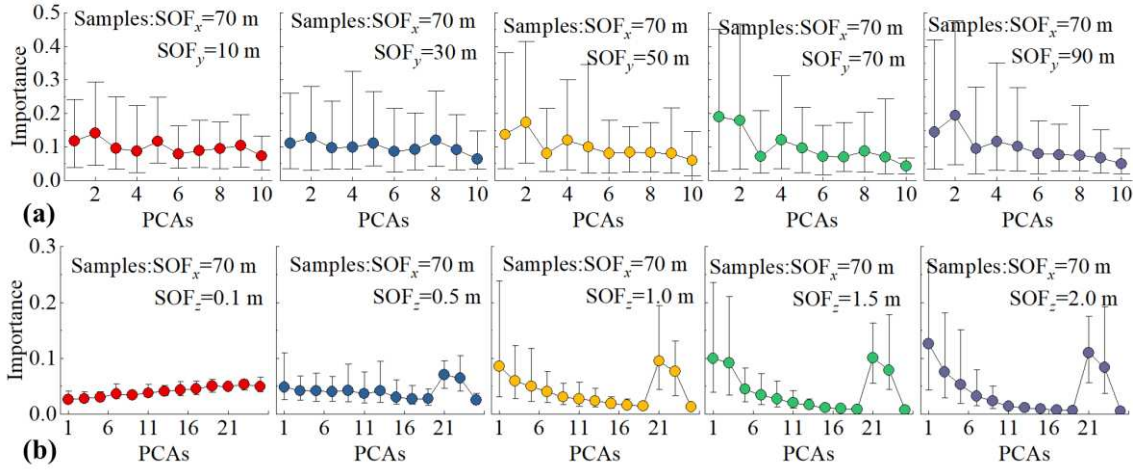 Samples:SOFx=70 m
SOFy=10 m
Samples:SOFx=70 m
SOFy=30 m
Samples:SOFx=70 m
SOFy=50 m
Samples:SOFx=70 m
SOFy=70 m
Samples:SOFx=70 m
SOFy=90 m
Importance
0.5
0.4
0.3
0.2
0.1
0.0
2 4 6 8 10
2 4 6 8 10
2 4 6 8 10
2 4 6 8 10
2 4 6 8 10
(a)
PCAs
PCAs
PCAs
PCAs
PCAs
Samples:SOFx=70 m
SOFz=0.1 m
Samples:SOFx=70 m
SOFz=0.5 m
Samples:SOFx=70 m
SOFz=1.0 m
Samples:SOFx=70 m
SOFz=1.5 m
Samples:SOFx=70 m
SOFz=2.0 m
Importance
0.3
0.2
0.1
0.0
1 6 11 16 21
1 6 11 16 21
1 6 11 16 21
1 6 11 16 21
1 6 11 16 21
(b)
PCAs
PCAs
PCAs
PCAs
PCAs